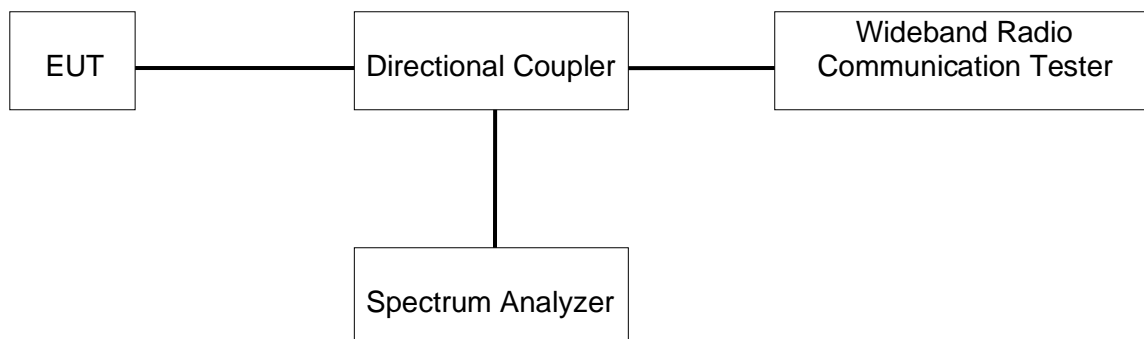 EUT
Directional Coupler
Wideband Radio
Communication Tester
Spectrum Analyzer